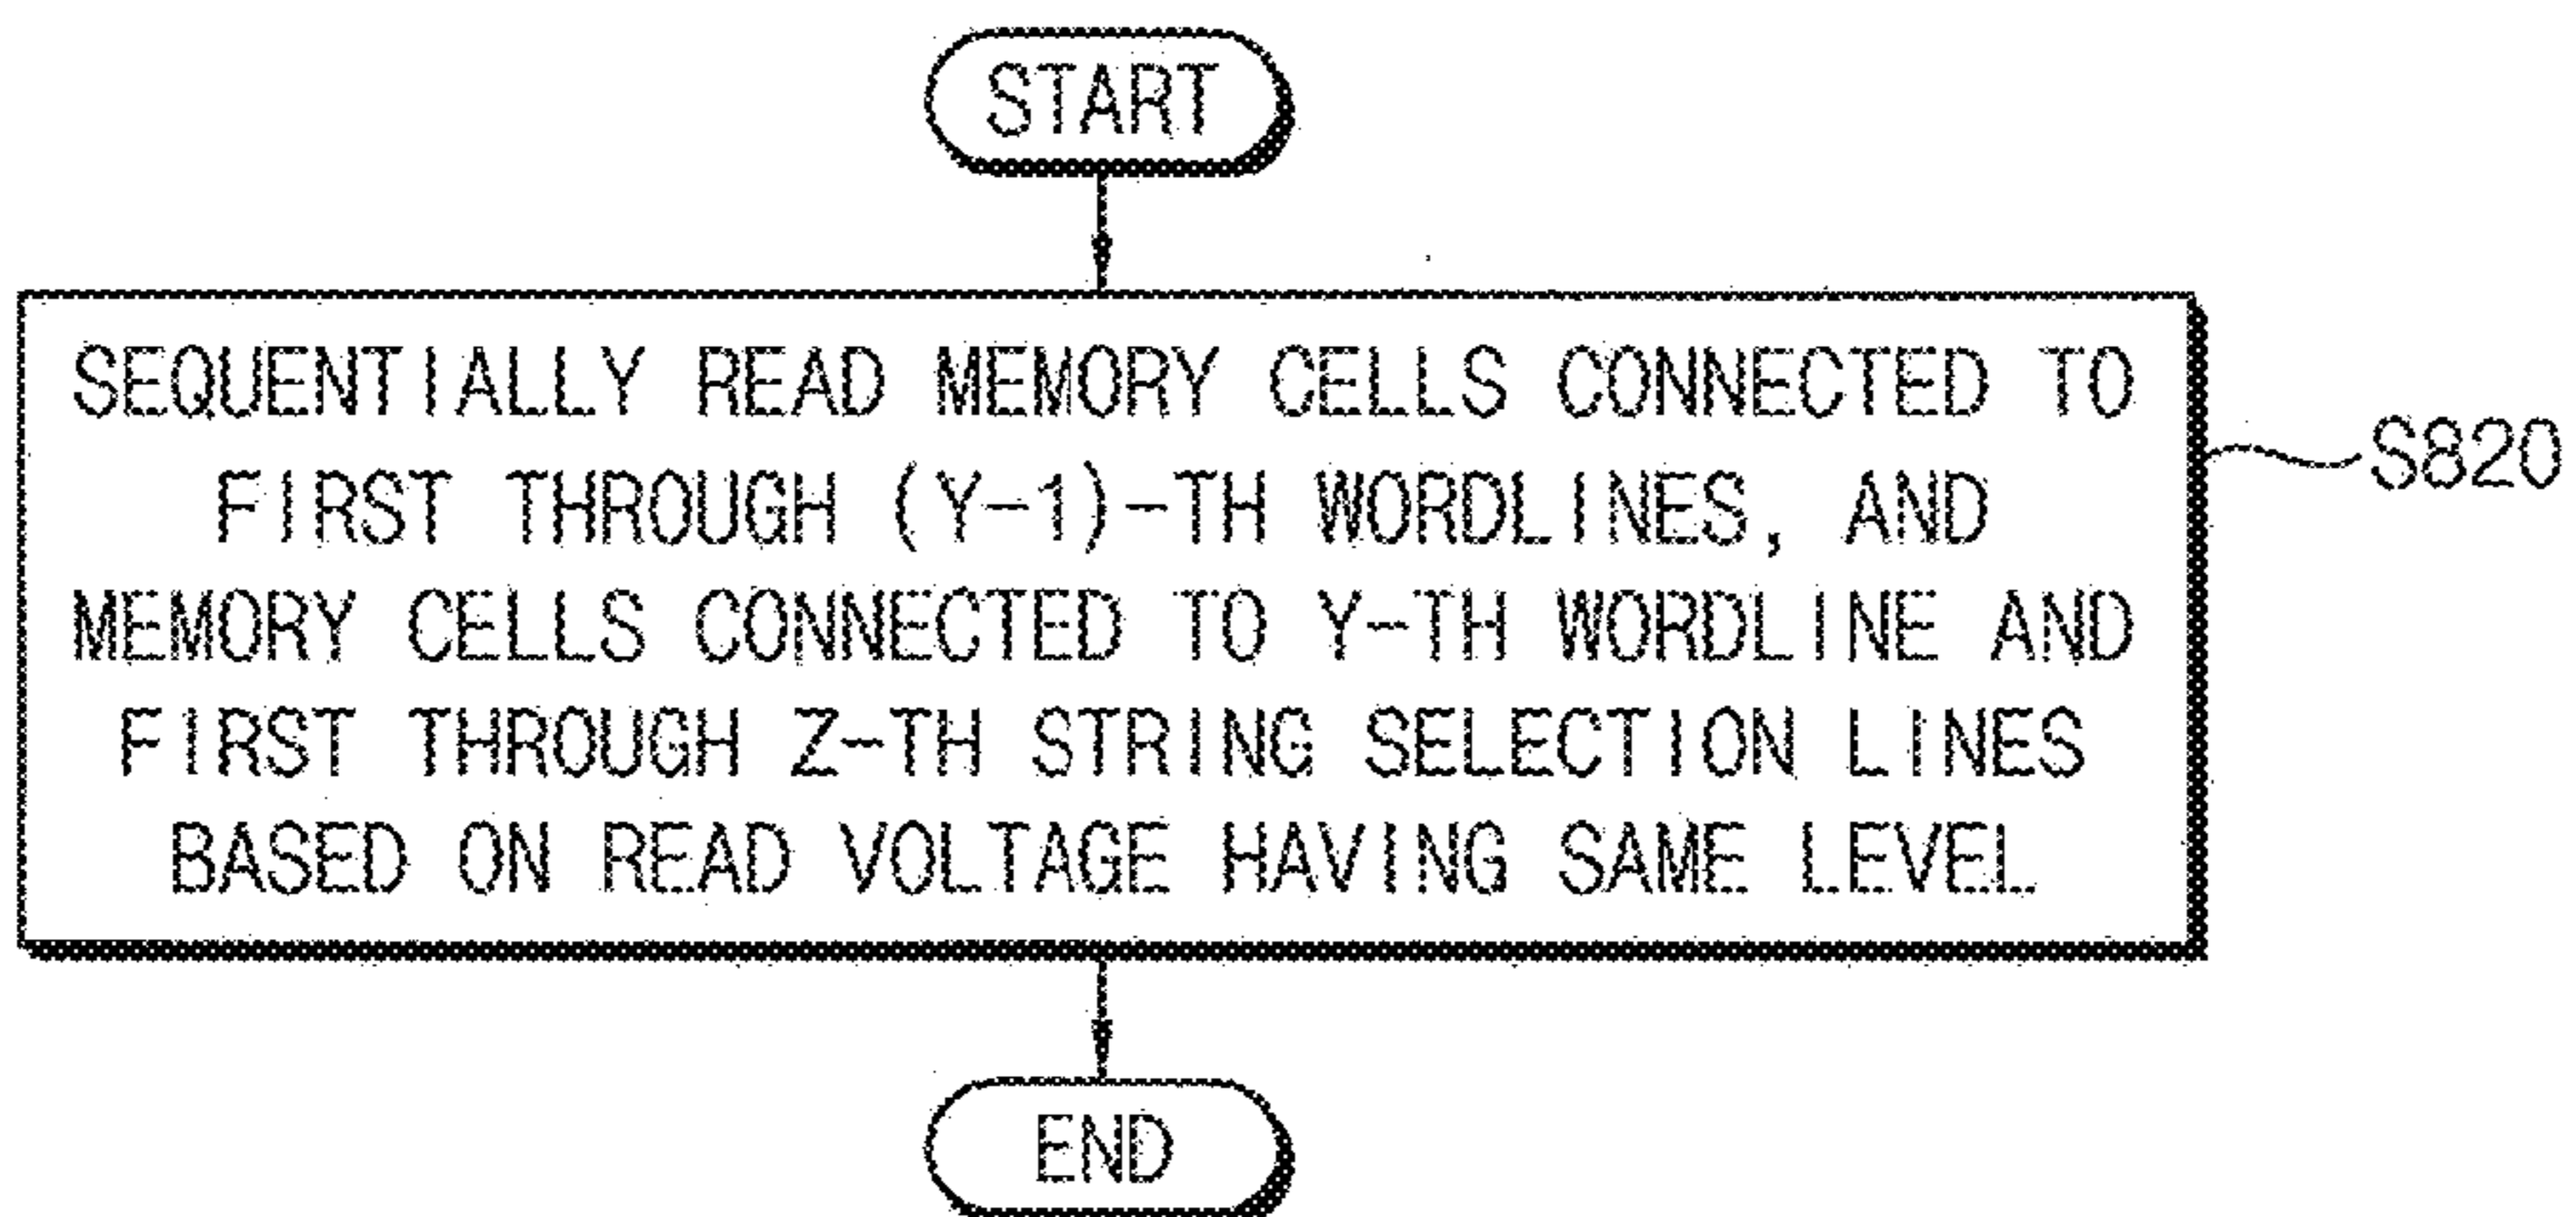 START
SEQUENTIALLY READ MEMORY CELLS CONNECTED TO
FIRST THROUGH (Y-1)-TH WORDLINES, AND
MEMORY CELLS CONNECTED TO Y-TH WORDLINE AND
FIRST THROUGH Z-TH STRING SELECTION LINES
BASED ON READ VOLTAGE HAVING SAME LEVEL
S820
END